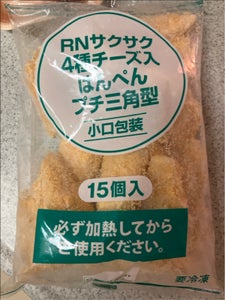 RNサクサク
4種チーズ入
はんぺん
プチ三角型
小口包装
15個入
必ず加熱してから
ご使用ください。
要冷凍